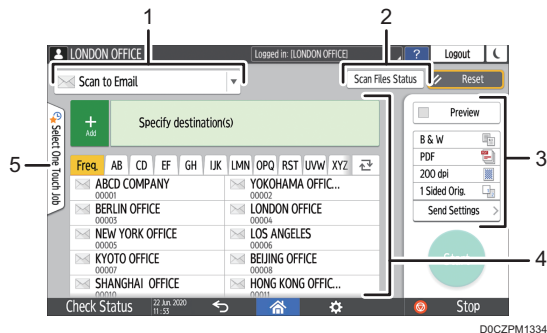 1
2
LONDON OFFICE
Logged in: [LONDON OFFICE]
?
Logout
Scan to Email
Scan Files Status
Reset
Select One Touch Job
+
Add
Specify destination(s)
Preview
Freq. AB CD EF GH IJK LMN OPQ RST UVW XYZ
ABCD COMPANY
00001
YOKOHAMA OFFIC...
00002
BERLIN OFFICE
00003
LONDON OFFICE
00004
NEW YORK OFFICE
00005
LOS ANGELES
00006
KYOTO OFFICE
00007
BEIJING OFFICE
00008
SHANGHAI OFFICE
00010
HONG KONG OFFIC...
00011
B & W
PDF
200 dpi
1 Sided Orig.
Send Settings
3
4
5
Check Status
22 Jun. 2020
11:53
Stop
D0CZPM1334